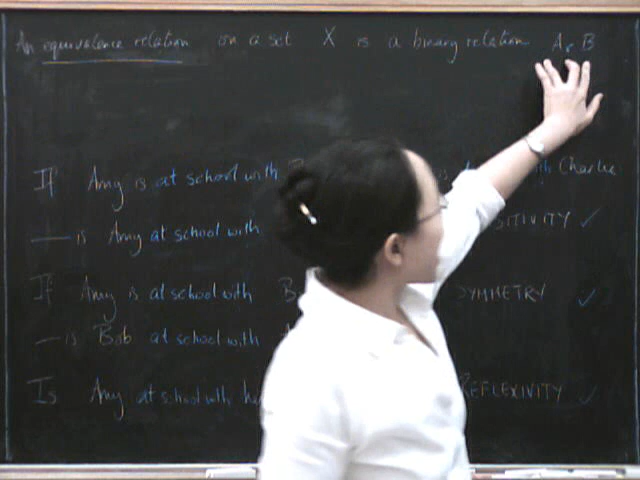 An equivalence relation on a set X is a binary relation A B
If Amy is at school with B with Charlie
— is Amy at school with SITIVITY ✓
If Amy is at school with B SYMMETRY ✓
— is Bob at school with
Is Amy at school with he REFLEXIVITY ✓